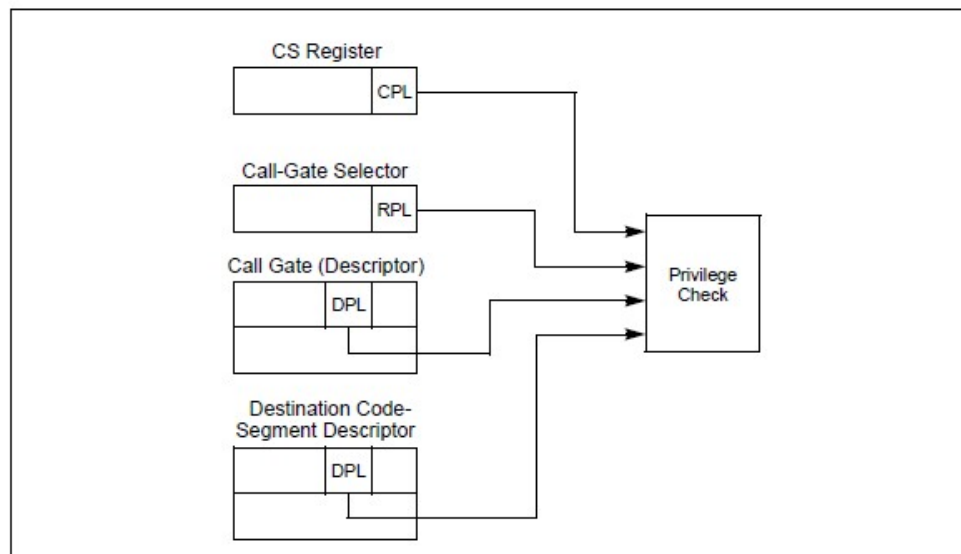 CS Register
CPL
Call-Gate Selector
RPL
Call Gate (Descriptor)
DPL
Privilege
Check
Destination Code-
Segment Descriptor
DPL